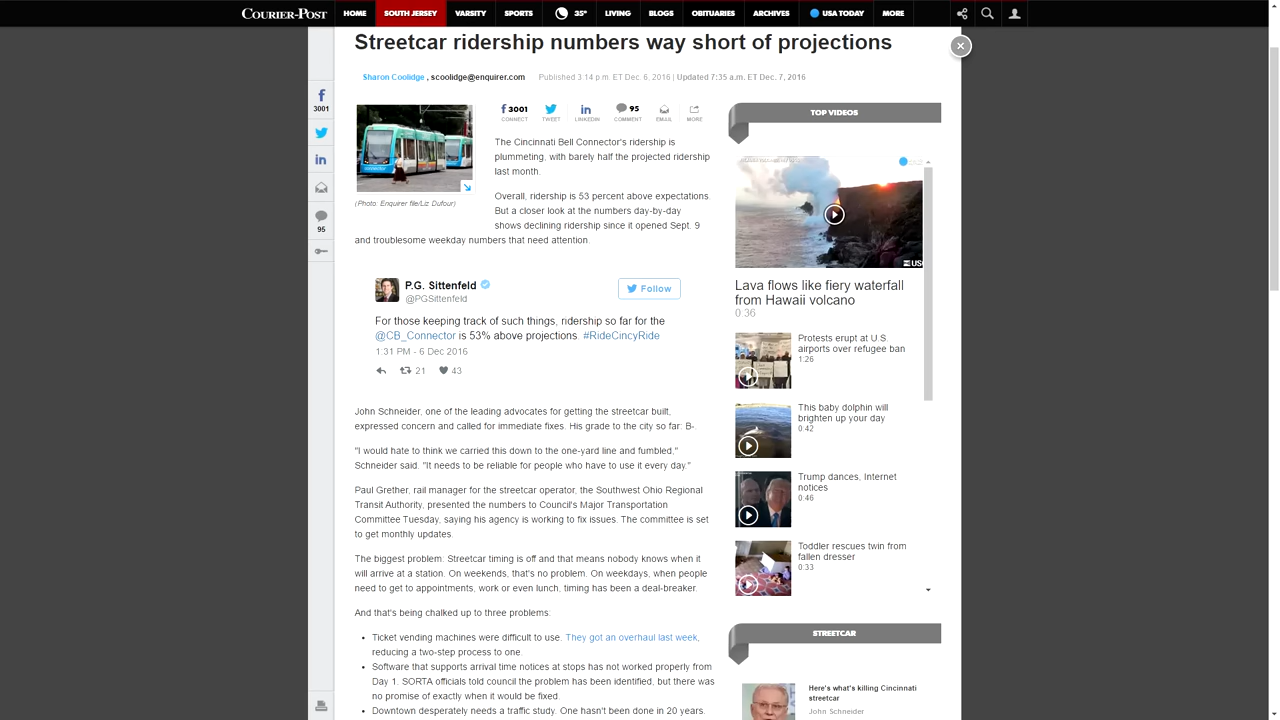 COURIER-POST
HOME
SOUTH JERSEY
VARSITY
SPORTS
35°
LIVING
BLOGS
OBITUARIES
ARCHIVES
USA TODAY
MORE
Streetcar ridership numbers way short of projections
Sharon Coolidge , scoolidge@enquirer.com
Published 3:14 p.m. ET Dec. 6, 2016 | Updated 7:35 a.m. ET Dec. 7, 2016
3001
95
(Photo: Enquirer file/Liz Dufour)
3001
CONNECT
TWEET
LINKEDIN
95
COMMENT
EMAIL
MORE
The Cincinnati Bell Connector's ridership is
plummeting, with barely half the projected ridership
last month.
Overall, ridership is 53 percent above expectations.
But a closer look at the numbers day-by-day
shows declining ridership since it opened Sept. 9
and troublesome weekday numbers that need attention.
P.G. Sittenfeld
@PGSittenfeld
Follow
For those keeping track of such things, ridership so far for the
@CB_Connector is 53% above projections. #RideCincyRide
1:31 PM - 6 Dec 2016
21
43
John Schneider, one of the leading advocates for getting the streetcar built,
expressed concern and called for immediate fixes. His grade to the city so far: B-.
"I would hate to think we carried this down to the one-yard line and fumbled,"
Schneider said. "It needs to be reliable for people who have to use it every day."
Paul Grether, rail manager for the streetcar operator, the Southwest Ohio Regional
Transit Authority, presented the numbers to Council's Major Transportation
Committee Tuesday, saying his agency is working to fix issues. The committee is set
to get monthly updates.
The biggest problem: Streetcar timing is off and that means nobody knows when it
will arrive at a station. On weekends, that's no problem. On weekdays, when people
need to get to appointments, work or even lunch, timing has been a deal-breaker.
And that's being chalked up to three problems:
• Ticket vending machines were difficult to use. They got an overhaul last week,
reducing a two-step process to one.
• Software that supports arrival time notices at stops has not worked properly from
Day 1. SORTA officials told council the problem has been identified, but there was
no promise of exactly when it would be fixed.
• Downtown desperately needs a traffic study. One hasn't been done in 20 years.
TOP VIDEOS
Lava flows like fiery waterfall
from Hawaii volcano
0:36
Protests erupt at U.S.
airports over refugee ban
1:26
This baby dolphin will
brighten up your day
0:42
Trump dances, Internet
notices
0:46
Toddler rescues twin from
fallen dresser
0:33
STREETCAR
Here's what's killing Cincinnati
streetcar
John Schneider